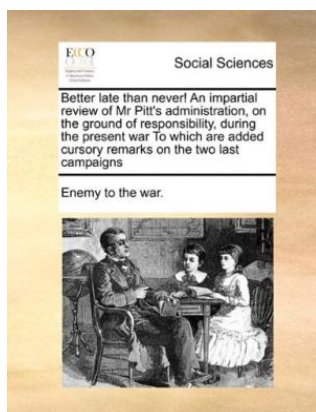 ECCO
Social Sciences
Better late than never! An impartial
review of Mr Pitt's administration, on
the ground of responsibility, during
the present war To which are added
cursory remarks on the two last
campaigns
Enemy to the war.